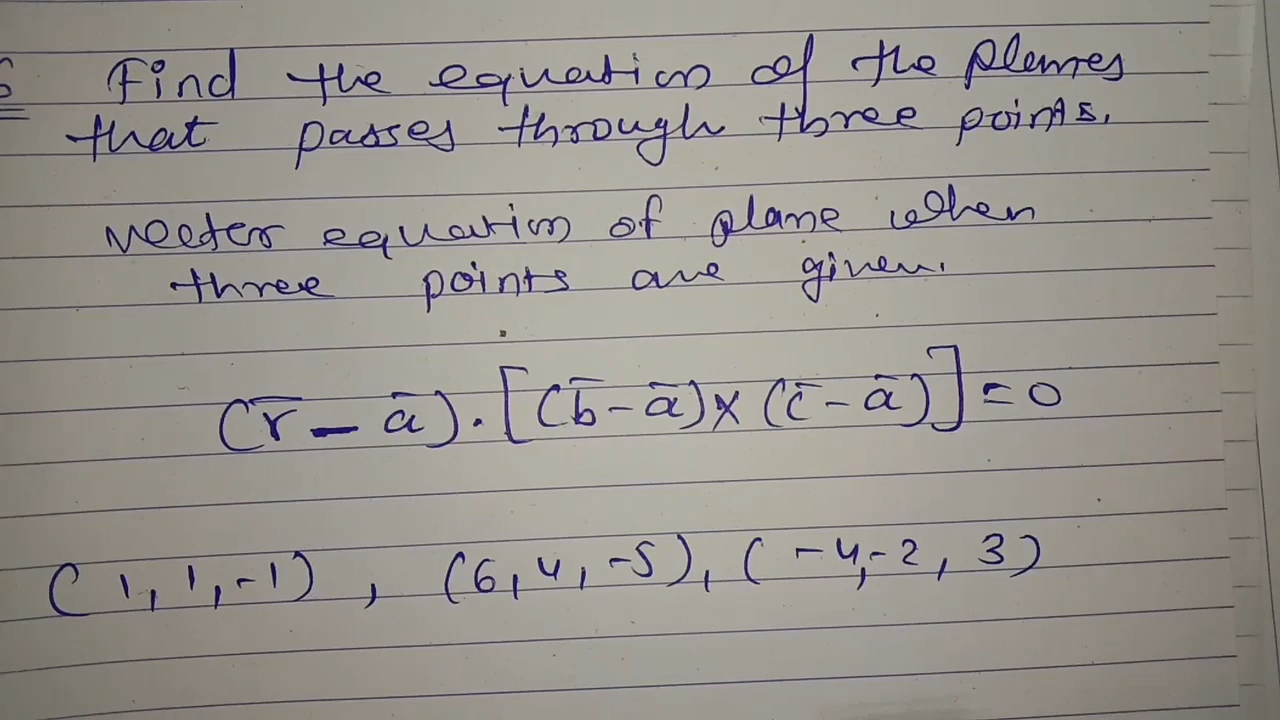 Find the equation of the planes
that passes through three points.
Vector equation of plane when
three points are given.
(r̄ - ā)·[(b̄ - ā)×(c̄ - ā)] = 0
(1, 1, -1), (6, 4, -5), (-4, -2, 3)